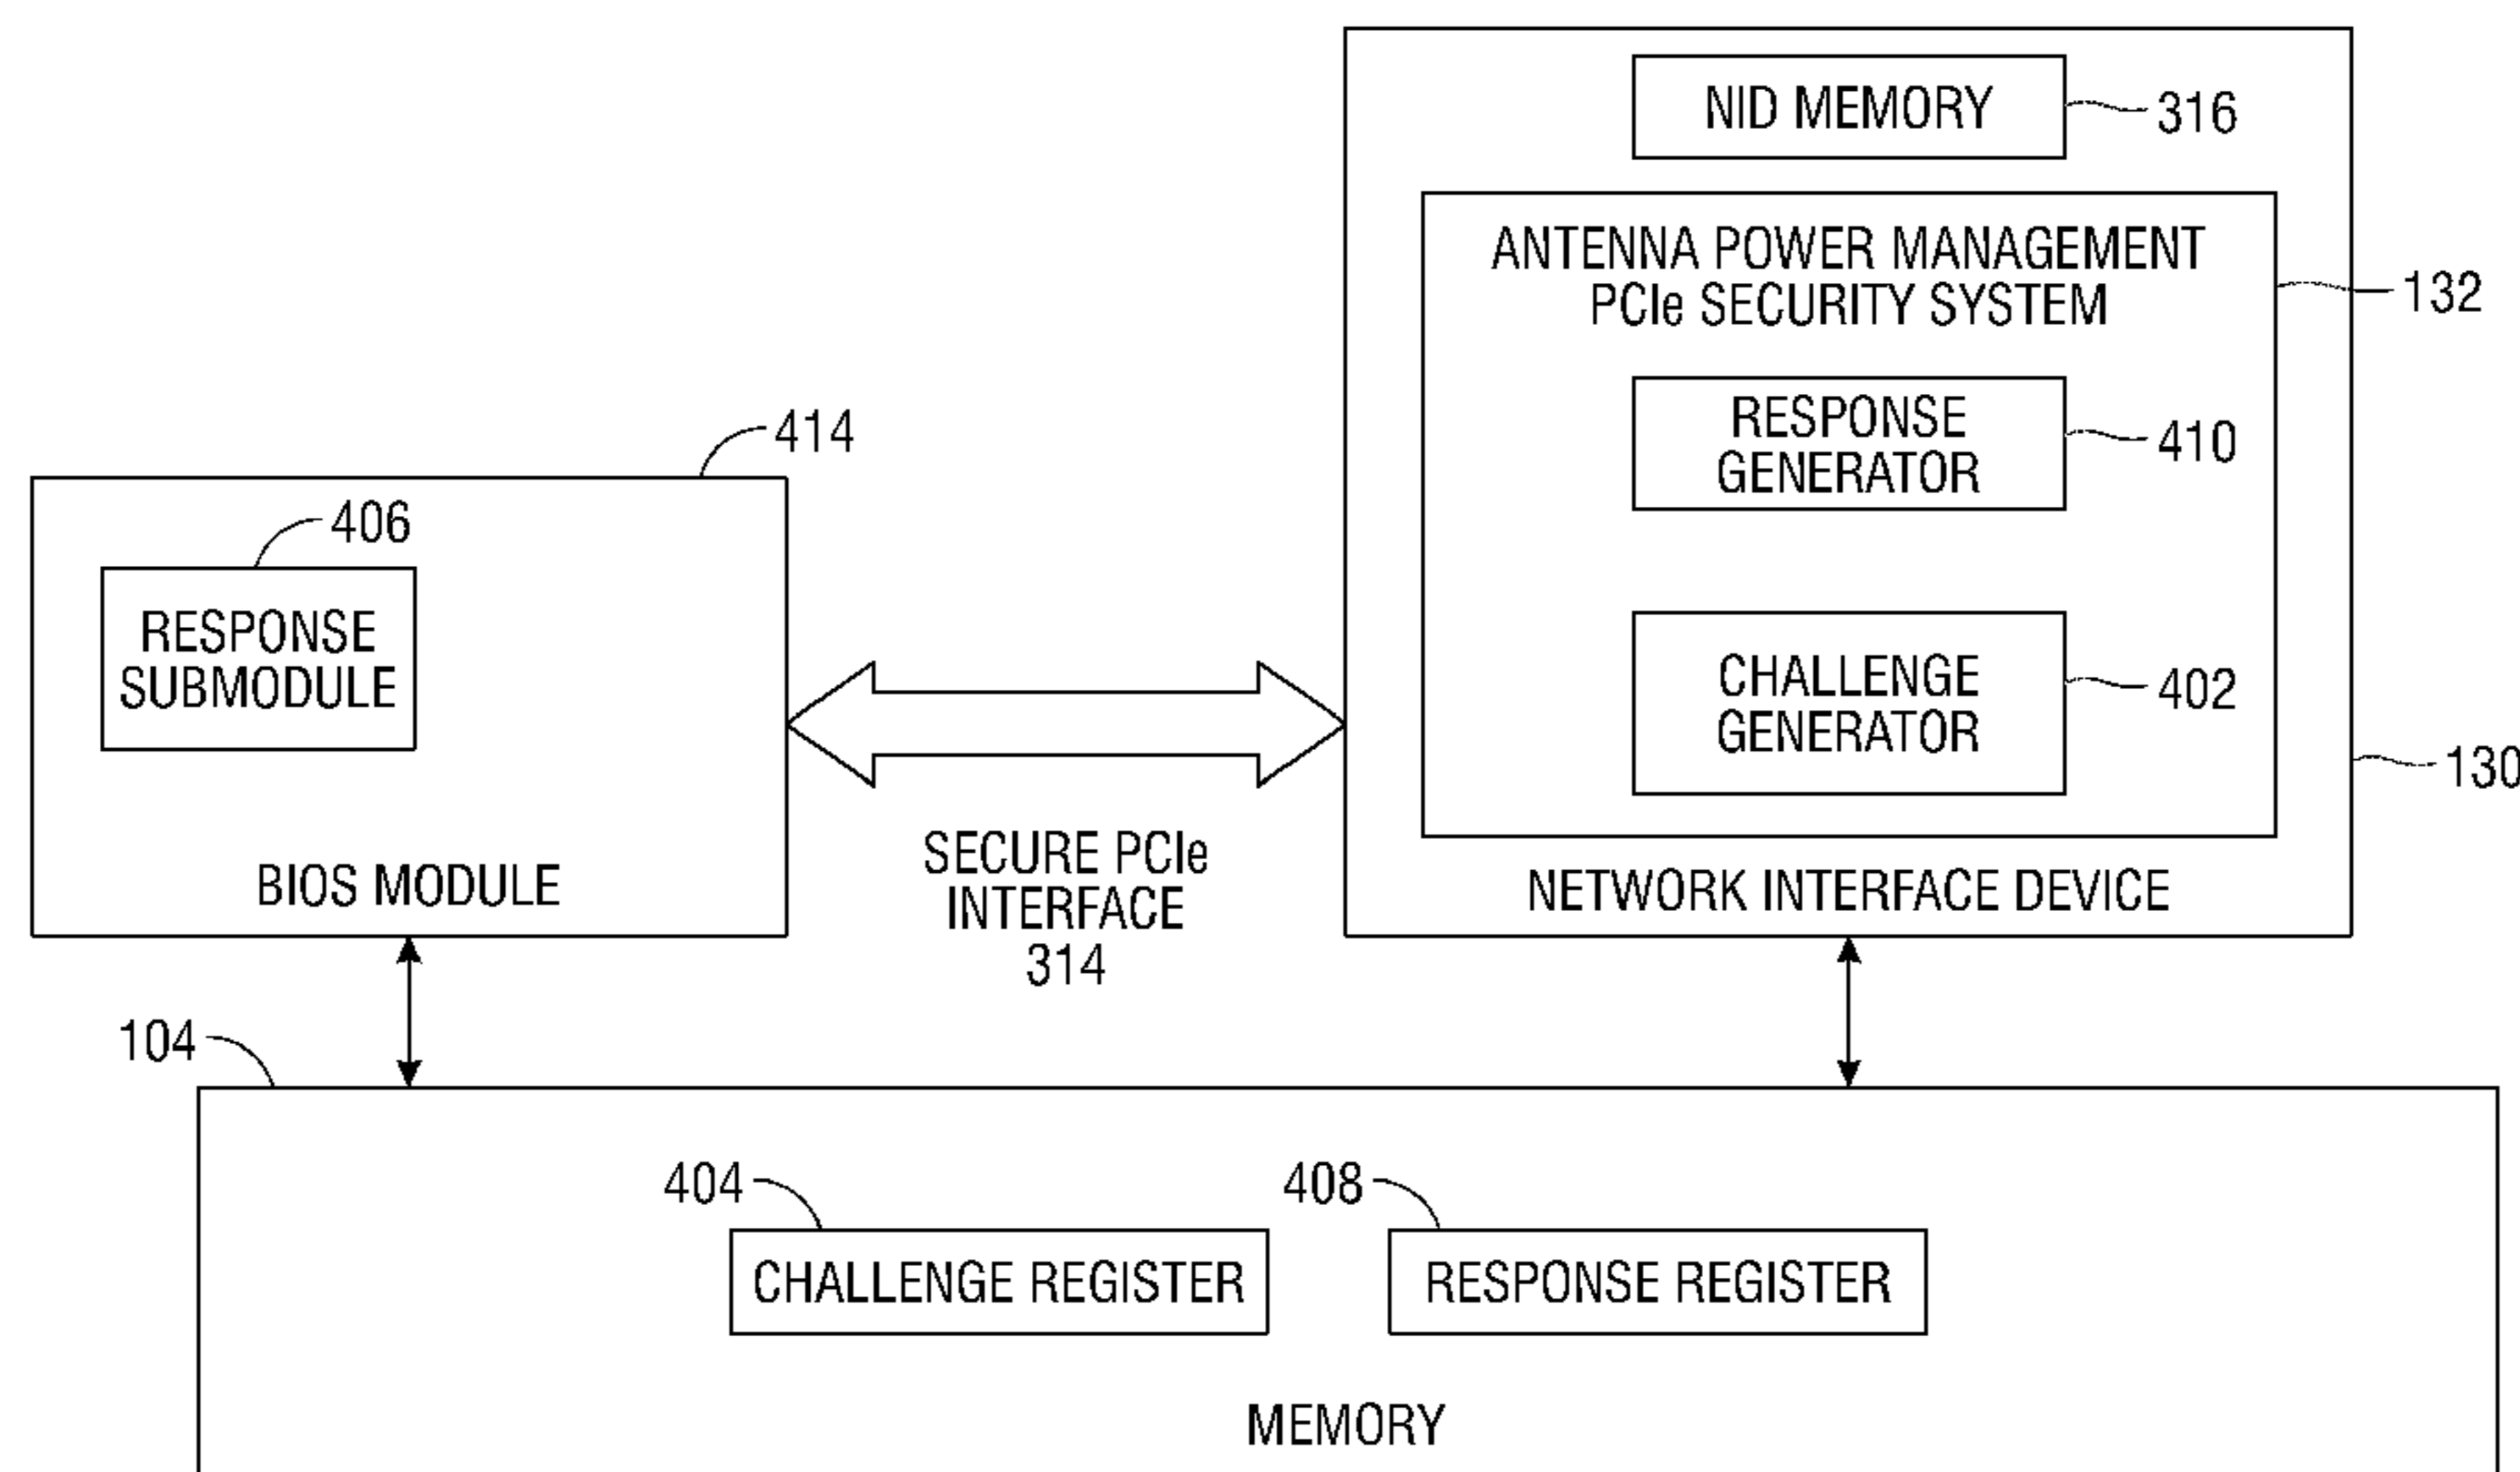 NID MEMORY
316
ANTENNA POWER MANAGEMENT
PCIe SECURITY SYSTEM
132
RESPONSE
GENERATOR
410
414
406
RESPONSE
SUBMODULE
CHALLENGE
GENERATOR
402
130
BIOS MODULE
SECURE PCIe
INTERFACE
314
NETWORK INTERFACE DEVICE
104
404
408
CHALLENGE REGISTER
RESPONSE REGISTER
MEMORY